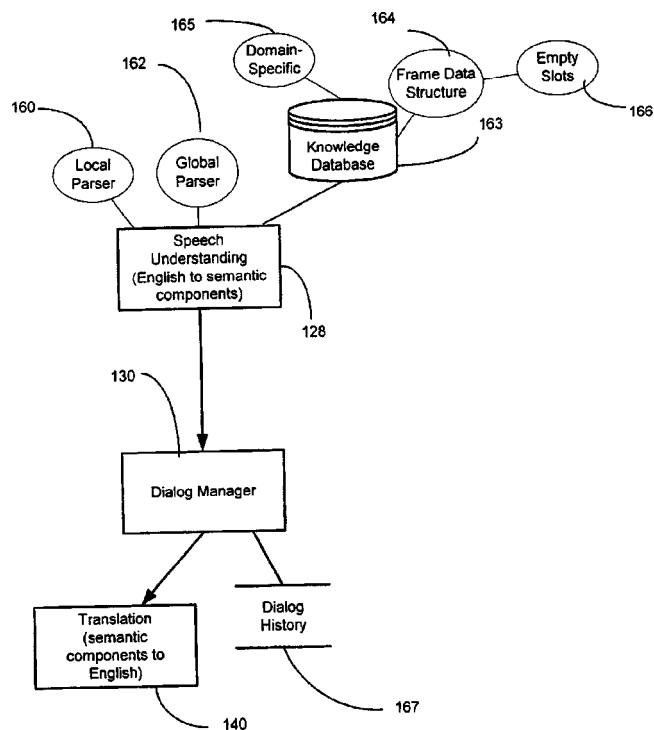 165
Domain-
Specific
164
Frame Data
Structure
Empty
Slots
166
162
160
Knowledge
Database
163
Local
Parser
Global
Parser
Speech
Understanding
(English to semantic
components)
128
130
Dialog Manager
Translation
(semantic
components to
English)
140
Dialog
History
167